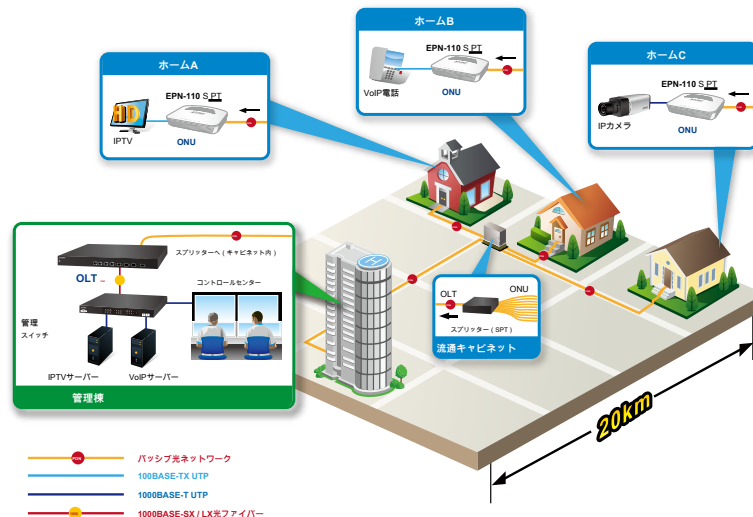 ホームA
EPN-110 S PT
IPTV
ONU
ホームB
EPN-110 S PT
VoIP電話
ONU
ホームC
EPN-110 S PT
IPカメラ
ONU
スプリッターへ ( キャビネット内 )
OLT
コントロールセンター
管理
スイッチ
IPTVサーバー
VoIPサーバー
管理棟
OLT
ONU
スプリッター ( SPT )
流通キャビネット
20km
PON
パッシブ光ネットワーク
100BASE-TX UTP
1000BASE-T UTP
1000BASE-SX / LX光ファイバー